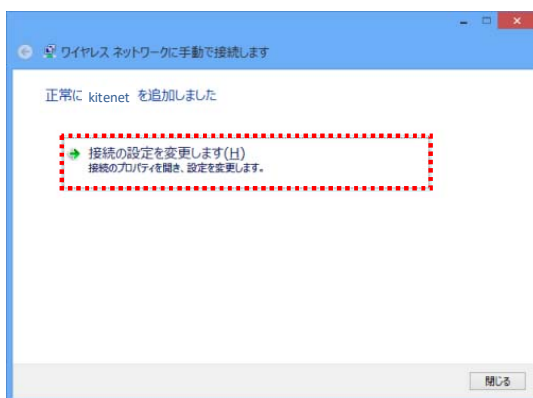 ワイヤレス ネットワークに手動で接続します
正常に kitenet を追加しました
接続の設定を変更します(H)
接続のプロパティを開き、設定を変更します。
閉じる